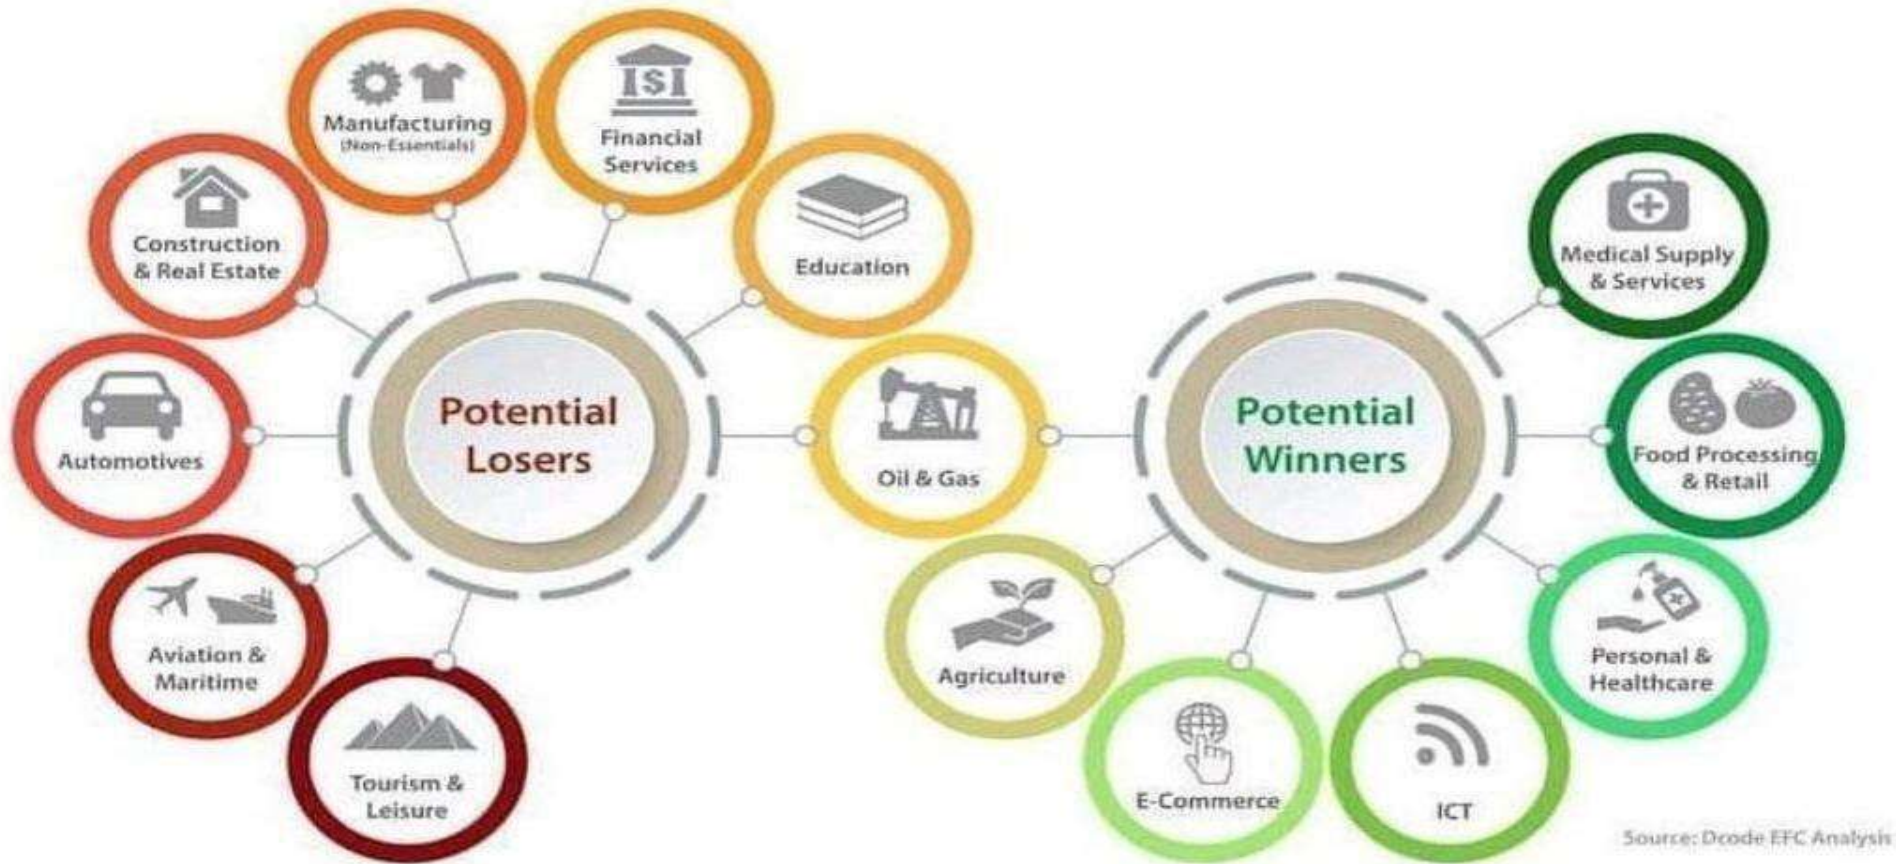 Manufacturing
(Non-Essentials)
Financial
Services
Construction
& Real Estate
Education
Medical Supply
& Services
Automotives
Potential
Losers
Oil & Gas
Potential
Winners
Food Processing
& Retail
Aviation &
Maritime
Agriculture
Personal &
Healthcare
Tourism &
Leisure
E-Commerce
ICT
Source: Dcode EFC Analysis
$